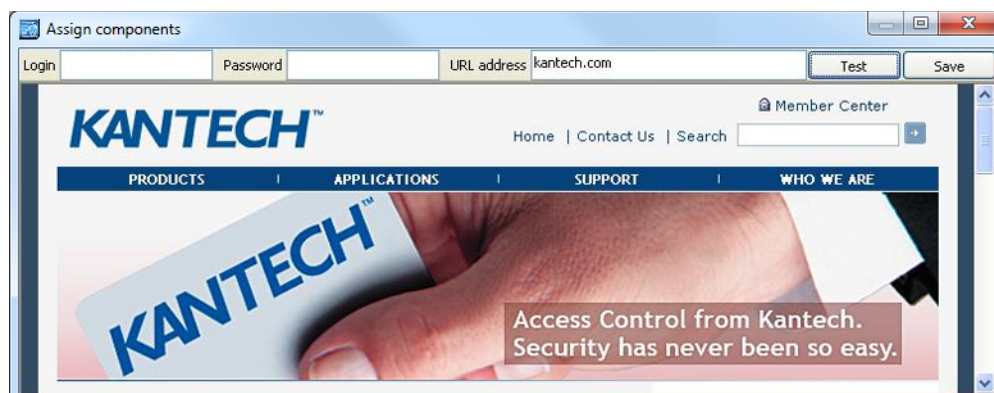 Assign components
Login Password URL address kantech.com Test Save
KANTECH™
Member Center
Home | Contact Us | Search
PRODUCTS | APPLICATIONS | SUPPORT | WHO WE ARE
KANTECH™
Access Control from Kantech.
Security has never been so easy.